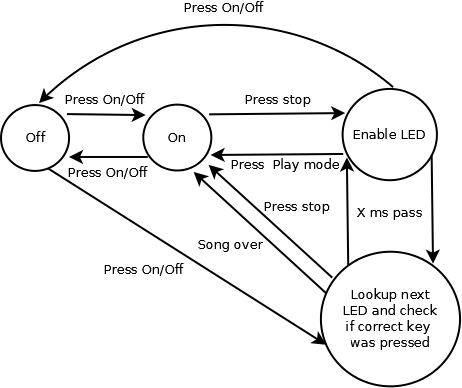 Press On/Off
Press On/Off
Press stop
Off
On
Enable LED
Press On/Off
Press  Play mode
Press stop
X ms pass
Song over
Press On/Off
Lookup next
LED and check
if correct key
was pressed